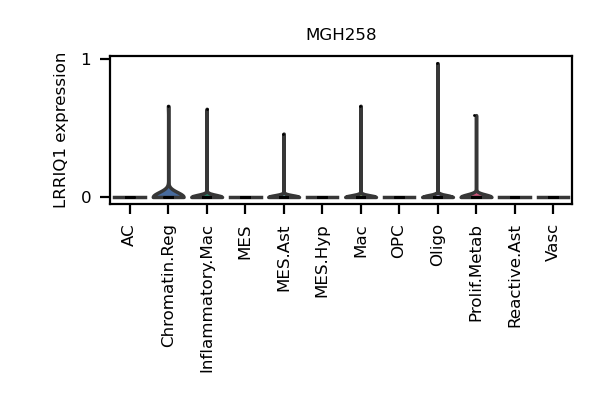 MGH258
LRRIQ1 expression
1
0
AC
Chromatin.Reg
Inflammatory.Mac
MES
MES.Ast
MES.Hyp
Mac
OPC
Oligo
Prolif.Metab
Reactive.Ast
Vasc